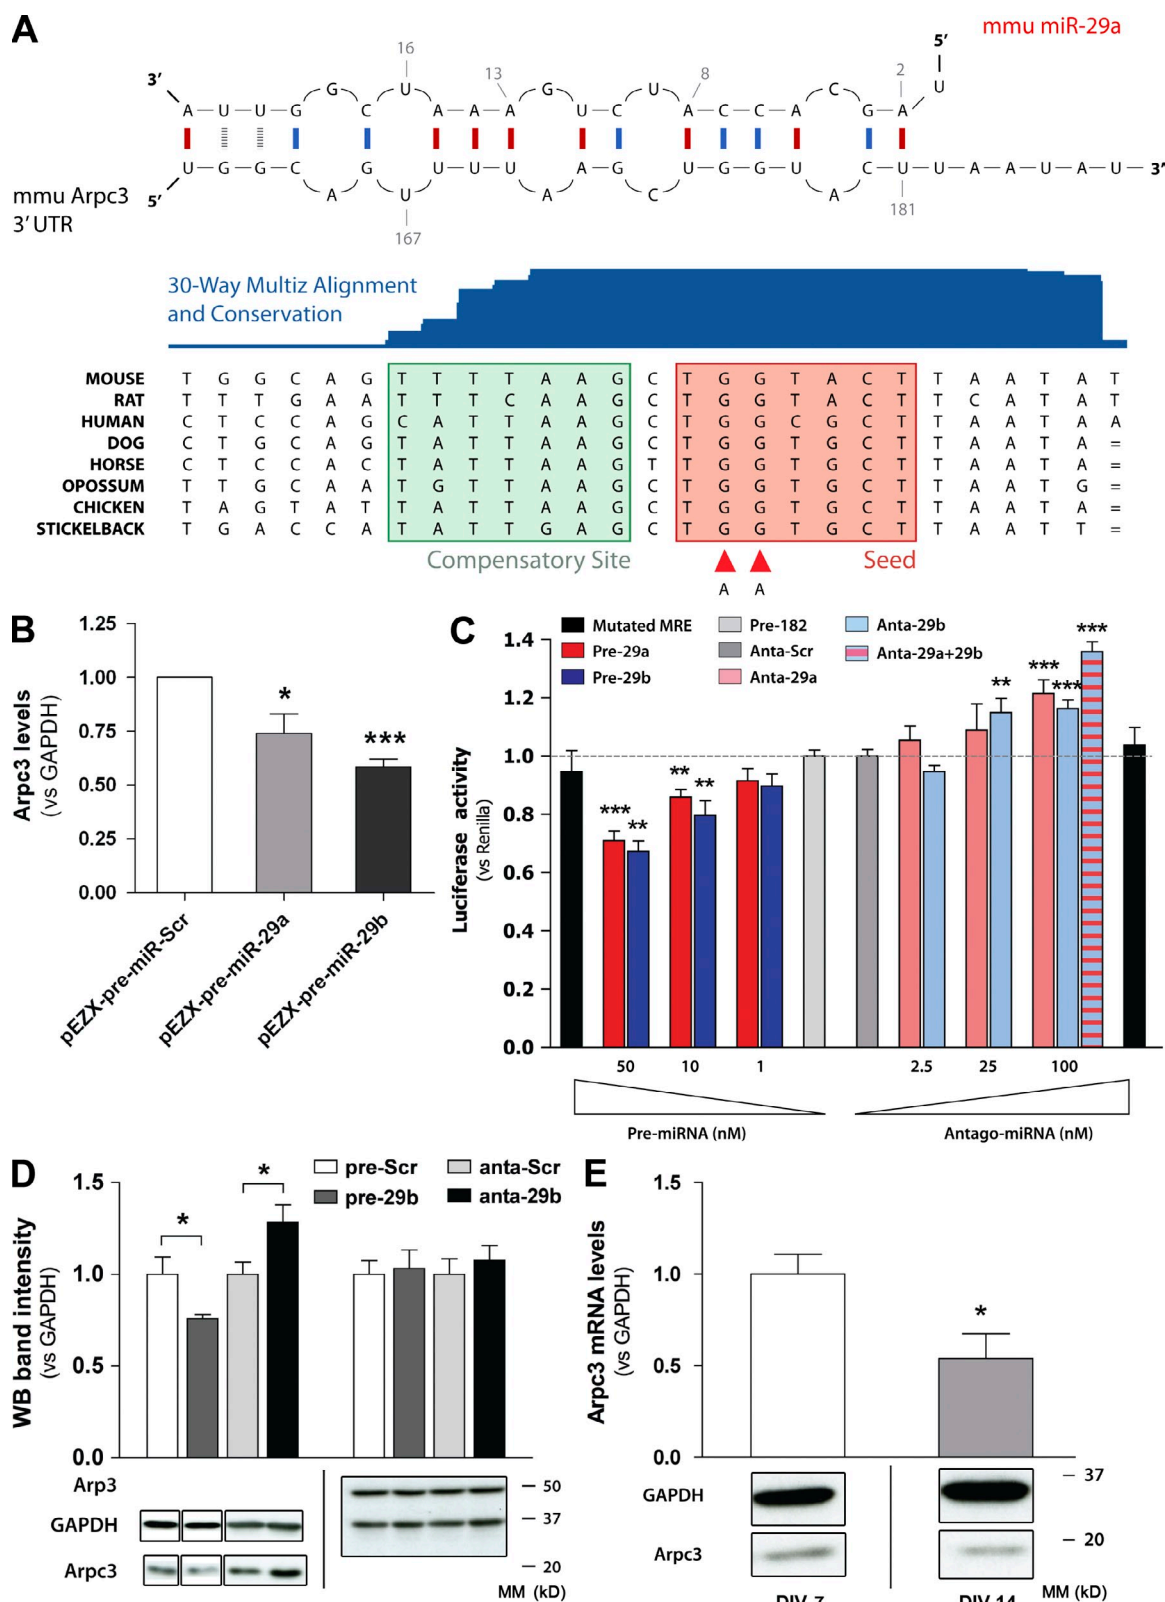 A
mmu miR-29a
5'
16
13
8
2
3'
U
A U U G G C U A A A G U C U A C C A C G A
U G G C A G U U U U A A G C U G G U A C U U A A U A U
3'
mmu Arpc3
5'
3' UTR
167
181
30-Way Multiz Alignment
and Conservation
MOUSE T G G C A G T T T T A A G C T G G T A C T T A A T A T
RAT T T T G A A T T T C A A G C T G G T A C T T C A T A T
HUMAN C T C C A G C A T T A A G C T G G C G C T T A A T A A
DOG C T G C A G T A T T A A G C T G G T G C T T A A T A =
HORSE C T C C A C T A T T A A G T T G G T G C T T A A T A =
OPOSSUM T T G C A A T G T T A A G C T G G T G C T T A A T G =
CHICKEN T A G T A T T A T T A A G C T G G T G C T T A A T A =
STICKELBACK T G A C C A T A T T G A G C T G G T G C T T A A T T =
Compensatory Site
Seed
A A
B
Arpc3 levels
(vs GAPDH)
1.25
1.00
0.75
0.50
0.25
0.00
*
***
pEZX-pre-miR-Scr
pEZX-pre-miR-29a
pEZX-pre-miR-29b
C
Mutated MRE
Pre-29a
Pre-29b
Pre-182
Anta-Scr
Anta-29a
Anta-29b
Anta-29a+29b
Luciferase activity
(vs Renilla)
1.4
1.2
1.0
0.8
0.6
0.4
0.2
0.0
***
**
**
**
**
***
***
***
50 10 1 2.5 25 100
Pre-miRNA (nM)
Antago-miRNA (nM)
D
pre-Scr
pre-29b
anta-Scr
anta-29b
WB band intensity
(vs GAPDH)
1.5
1.0
0.5
0.0
*
*
Arp3
GAPDH
Arpc3
50
37
20
MM (kD)
E
Arpc3 mRNA levels
(vs GAPDH)
1.5
1.0
0.5
0.0
*
GAPDH
Arpc3
37
20
DIV 7
DIV 14
MM (kD)